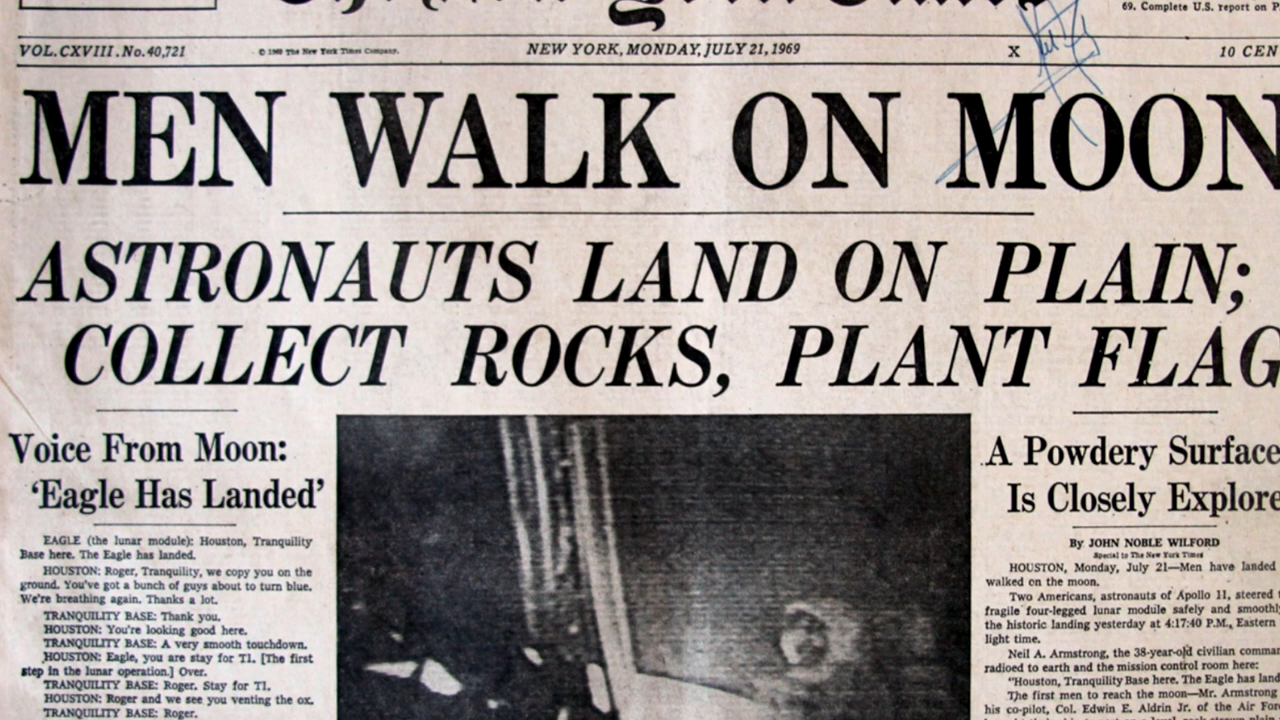 69. Complete U.S. report on
VOL. CXVIII. No. 40,721
© 1969 The New York Times Company.
NEW YORK, MONDAY, JULY 21, 1969
X
10 CEN
MEN WALK ON MOON
ASTRONAUTS LAND ON PLAIN;
COLLECT ROCKS, PLANT FLAG
Voice From Moon:
‘Eagle Has Landed’
EAGLE (the lunar module): Houston, Tranquility
Base here. The Eagle has landed.
HOUSTON: Roger, Tranquility, we copy you on the
ground. You've got a bunch of guys about to turn blue.
We're breathing again. Thanks a lot.
TRANQUILITY BASE: Thank you.
HOUSTON: You're looking good here.
TRANQUILITY BASE: A very smooth touchdown.
HOUSTON: Eagle, you are stay for T1. [The first
step in the lunar operation.] Over.
TRANQUILITY BASE: Roger. Stay for T1.
HOUSTON: Roger and we see you venting the ox.
TRANQUILITY BASE: Roger.
A Powdery Surface
Is Closely Explore
By JOHN NOBLE WILFORD
Special to The New York Times
HOUSTON, Monday, July 21—Men have landed
walked on the moon.
Two Americans, astronauts of Apollo 11, steered
fragile four-legged lunar module safely and smoothl
the historic landing yesterday at 4:17:40 P.M., Eastern
light time.
Neil A. Armstrong, the 38-year-old civilian comman
radioed to earth and the mission control room here:
"Houston, Tranquility Base here. The Eagle has land
The first men to reach the moon—Mr. Armstrong
his co-pilot, Col. Edwin E. Aldrin Jr. of the Air For